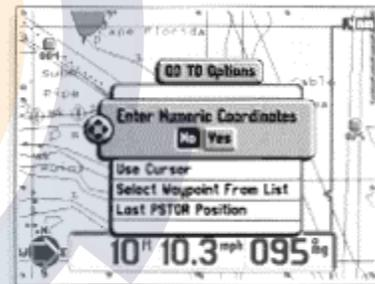 Cape Florida
GO TO Options
Enter Numeric Coordinates
No Yes
Use Cursor
Select Waypoint From List
Last PSTOR Position
10 ft 10.3 mph 095